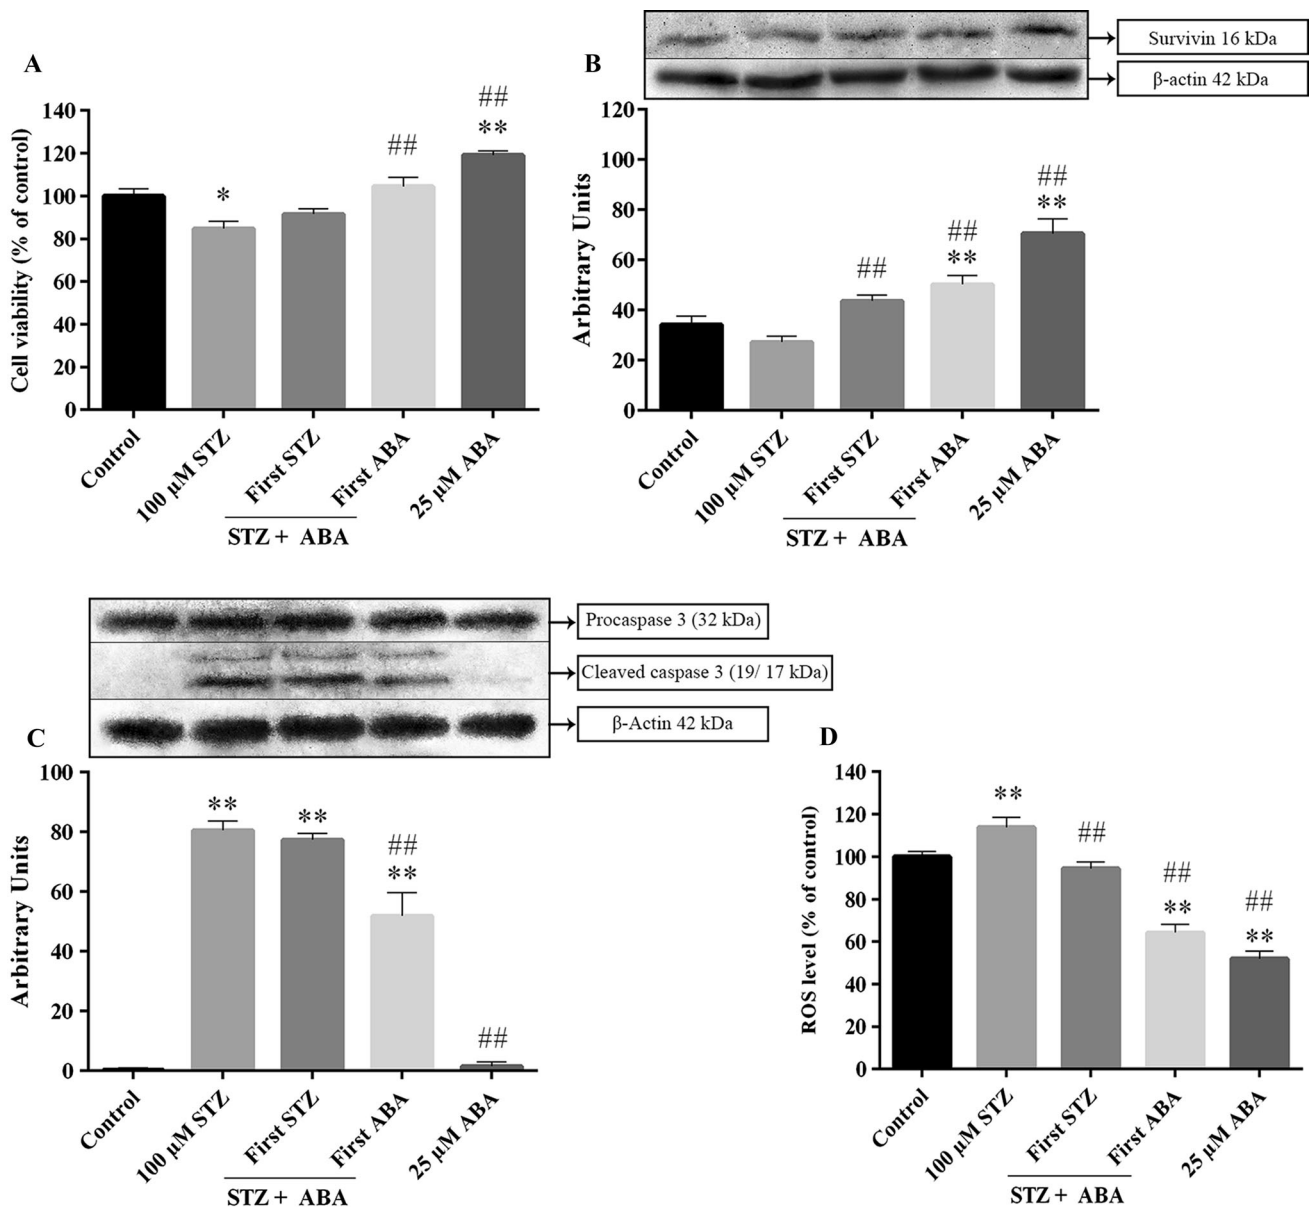 A
Cell viability (% of control)
140
120
100
80
60
40
20
0
*
##
##
**
Control
100 µM STZ
First STZ
First ABA
25 µM ABA
STZ + ABA
B
Survivin 16 kDa
β-actin 42 kDa
Arbitrary Units
120
100
80
60
40
20
0
##
##
**
##
**
Control
100 µM STZ
First STZ
First ABA
25 µM ABA
STZ + ABA
C
Procaspase 3 (32 kDa)
Cleaved caspase 3 (19/ 17 kDa)
β-Actin 42 kDa
Arbitrary Units
100
80
60
40
20
0
**
**
##
**
##
Control
100 µM STZ
First STZ
First ABA
25 µM ABA
STZ + ABA
D
ROS level (% of control)
140
120
100
80
60
40
20
0
**
##
##
**
##
**
Control
100 µM STZ
First STZ
First ABA
25 µM ABA
STZ + ABA